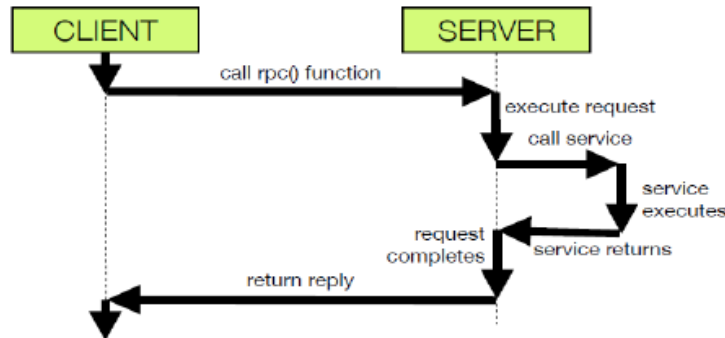 CLIENT
SERVER
call rpc() function
execute request
call service
service
executes
request
completes
service returns
return reply